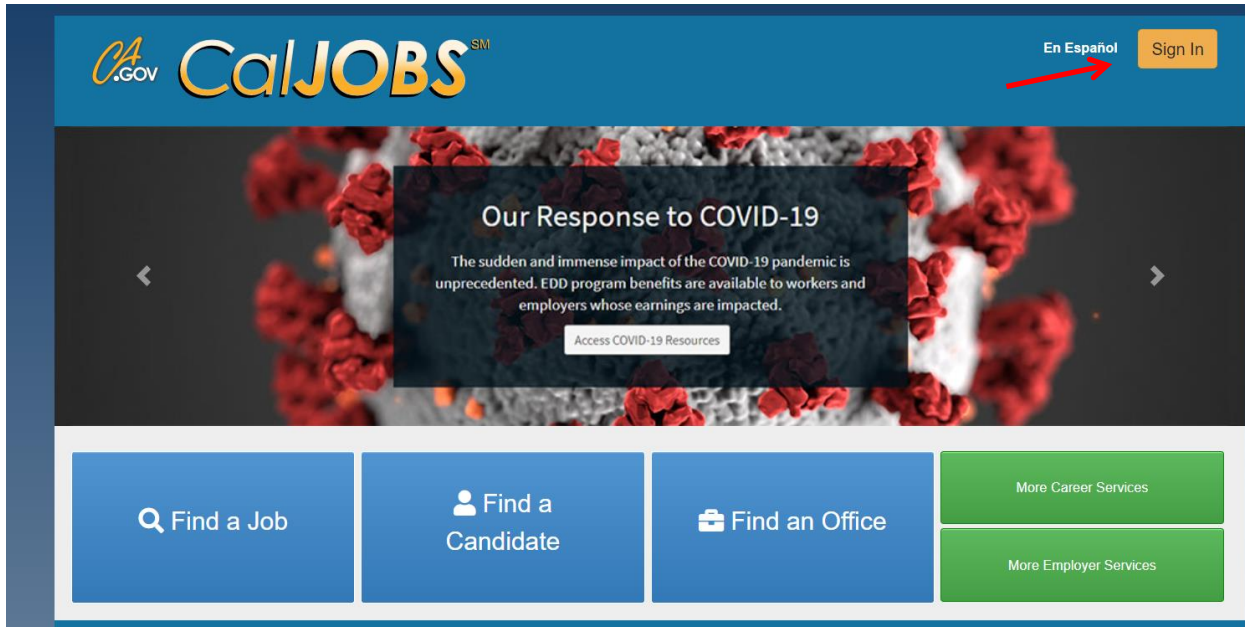 CA.GOV CalJOBS SM
En Español
Sign In
Our Response to COVID-19
The sudden and immense impact of the COVID-19 pandemic is
unprecedented. EDD program benefits are available to workers and
employers whose earnings are impacted.
Access COVID-19 Resources
Find a Job
Find a
Candidate
Find an Office
More Career Services
More Employer Services